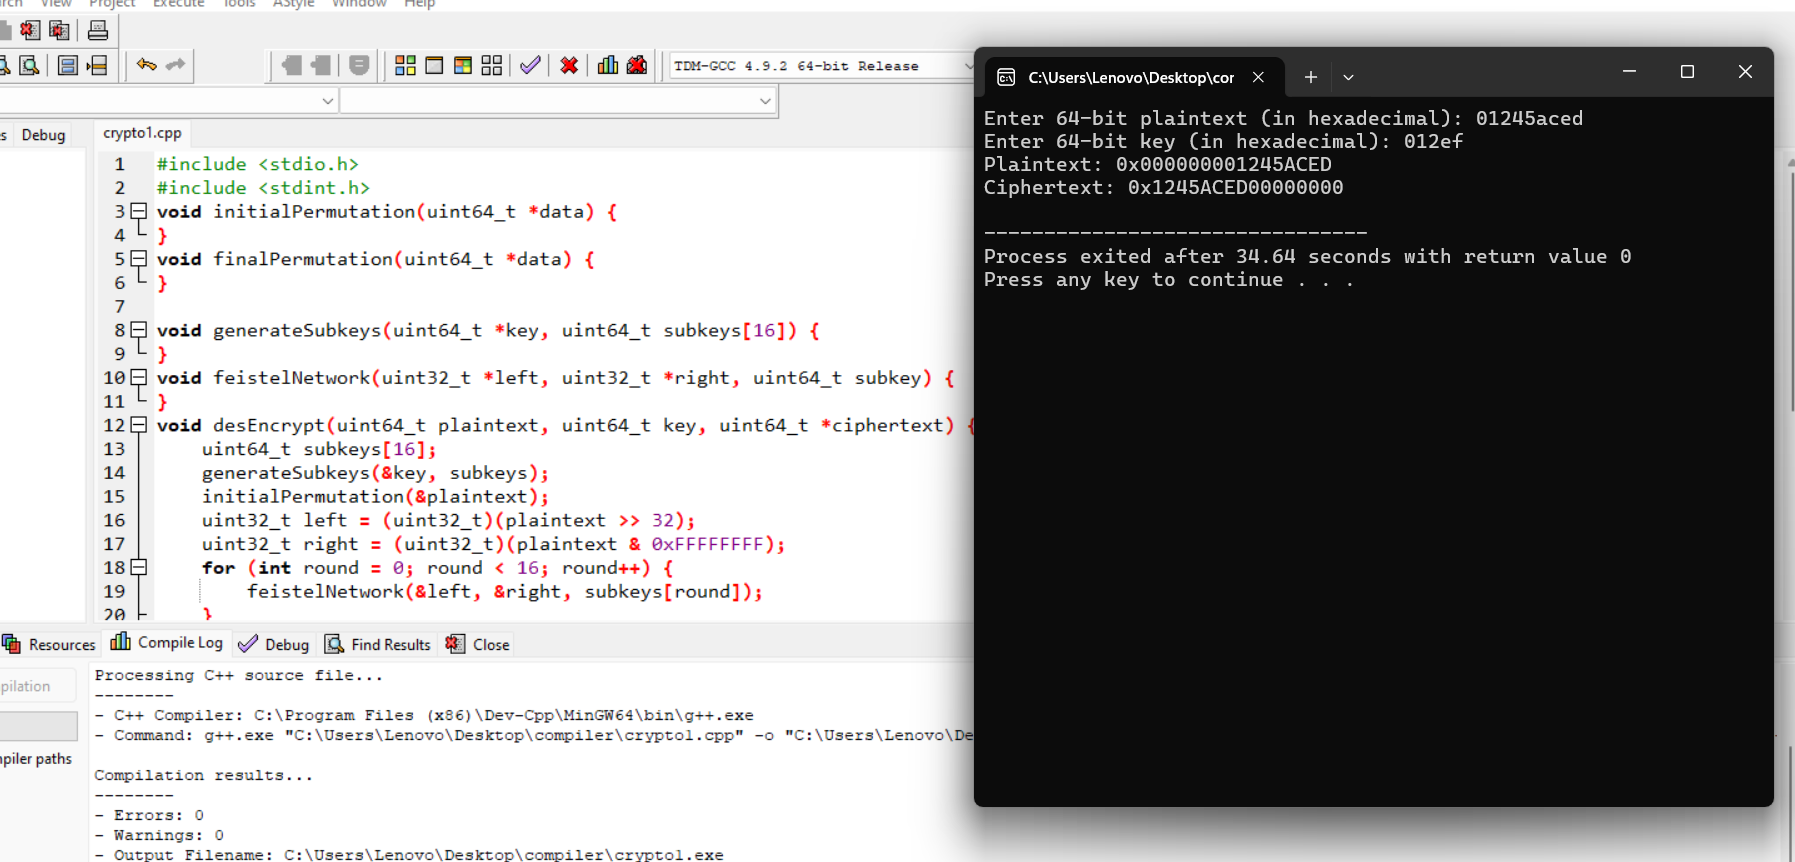 View Project Execute Tools AStyle Window Help
TDM-GCC 4.9.2 64-bit Release
Debug
crypto1.cpp
1 #include <stdio.h>
2 #include <stdint.h>
3 void initialPermutation(uint64_t *data) {
4 }
5 void finalPermutation(uint64_t *data) {
6 }
7
8 void generateSubkeys(uint64_t *key, uint64_t subkeys[16]) {
9 }
10 void feistelNetwork(uint32_t *left, uint32_t *right, uint64_t subkey) {
11 }
12 void desEncrypt(uint64_t plaintext, uint64_t key, uint64_t *ciphertext) {
13 uint64_t subkeys[16];
14 generateSubkeys(&key, subkeys);
15 initialPermutation(&plaintext);
16 uint32_t left = (uint32_t)(plaintext >> 32);
17 uint32_t right = (uint32_t)(plaintext & 0xFFFFFFFF);
18 for (int round = 0; round < 16; round++) {
19 feistelNetwork(&left, &right, subkeys[round]);
20 }
Resources Compile Log Debug Find Results Close
pilation
piler paths
Processing C++ source file...
--------
- C++ Compiler: C:\Program Files (x86)\Dev-Cpp\MinGW64\bin\g++.exe
- Command: g++.exe "C:\Users\Lenovo\Desktop\compiler\crypto1.cpp" -o "C:\Users\Lenovo\De
Compilation results...
--------
- Errors: 0
- Warnings: 0
- Output Filename: C:\Users\Lenovo\Desktop\compiler\crypto1.exe
C:\Users\Lenovo\Desktop\cor
Enter 64-bit plaintext (in hexadecimal): 01245aced
Enter 64-bit key (in hexadecimal): 012ef
Plaintext: 0x000000001245ACED
Ciphertext: 0x1245ACED00000000
--------------------------------
Process exited after 34.64 seconds with return value 0
Press any key to continue . . .